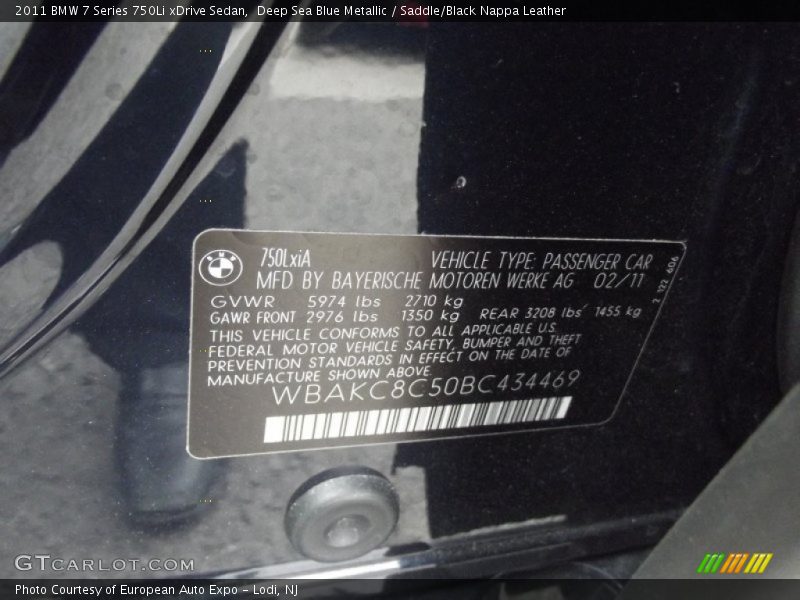 2011 BMW 7 Series 750Li xDrive Sedan, Deep Sea Blue Metallic / Saddle/Black Nappa Leather
750LxiA VEHICLE TYPE: PASSENGER CAR
MFD BY BAYERISCHE MOTOREN WERKE AG 02/11
GVWR 5974 lbs 2710 kg
GAWR FRONT 2976 lbs 1350 kg REAR 3208 lbs 1455 kg
THIS VEHICLE CONFORMS TO ALL APPLICABLE U.S.
FEDERAL MOTOR VEHICLE SAFETY, BUMPER AND THEFT
PREVENTION STANDARDS IN EFFECT ON THE DATE OF
MANUFACTURE SHOWN ABOVE
WBAKC8C50BC434469
GTCARLOT.COM
Photo Courtesy of European Auto Expo - Lodi, NJ